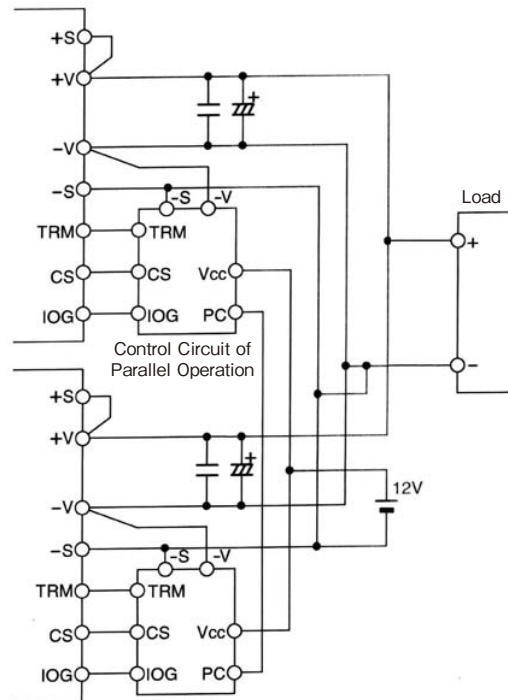 +S
+V
+
-V
-S
-S
-V
Load
TRM
TRM
+
CS
CS
Vcc
IOG
IOG
PC
Control Circuit of
Parallel Operation
-
+S
+V
+
12V
-V
-S
-S
-V
TRM
TRM
CS
CS
Vcc
IOG
IOG
PC